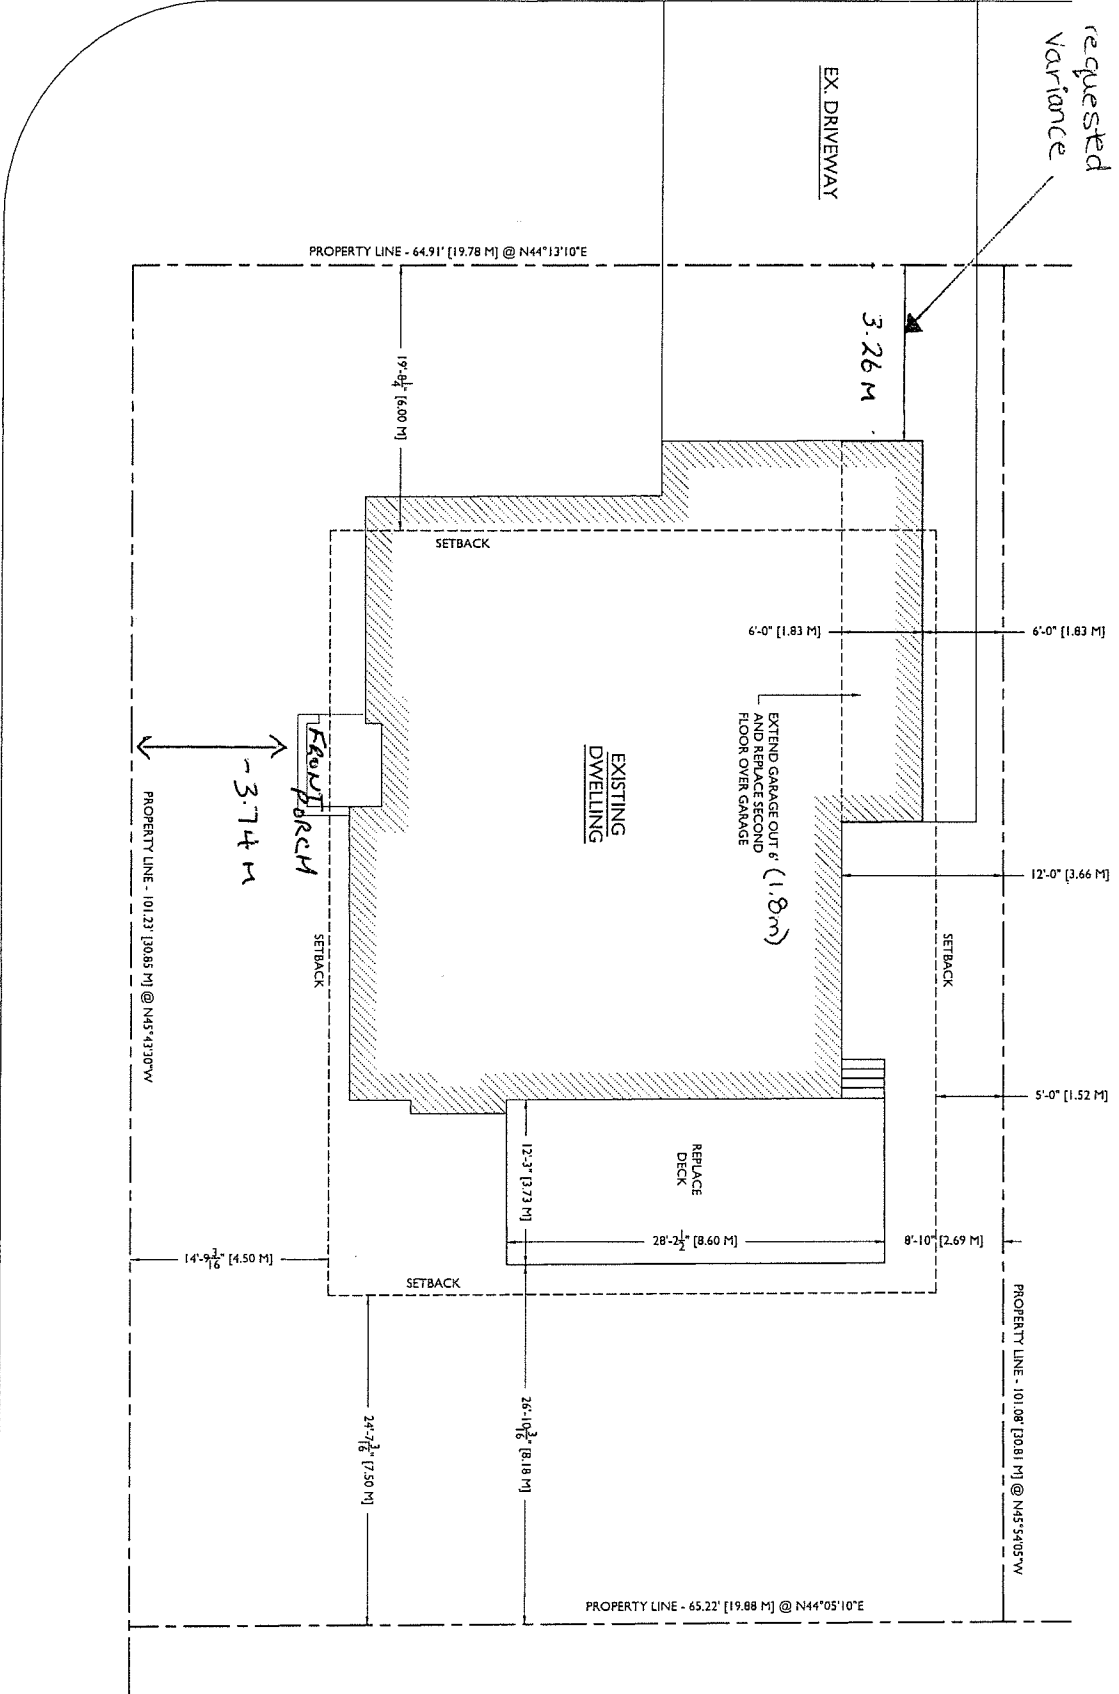 requested
variance
EX. DRIVEWAY
PROPERTY LINE - 64.91' [19.78 M] @ N44°13'10"E
3.26 M
19'-8 1/4" [6.00 M]
SETBACK
6'-0" [1.83 M]
6'-0" [1.83 M]
EXTEND GARAGE OUT 6' (1.8m)
AND REPLACE SECOND
FLOOR OVER GARAGE
EXISTING
DWELLING
FRONT PORCH
~3.74 M
PROPERTY LINE - 101.23' [30.85 M] @ N45°43'30"W
SETBACK
12'-0" [3.66 M]
SETBACK
5'-0" [1.52 M]
REPLACE
DECK
12'-3" [3.73 M]
28'-2 1/2" [8.60 M]
8'-10" [2.69 M]
14'-9 3/16" [4.50 M]
SETBACK
PROPERTY LINE - 101.08' [30.81 M] @ N45°54'05"W
24'-7 3/16" [7.50 M]
26'-10 3/16" [8.18 M]
PROPERTY LINE - 65.22' [19.88 M] @ N44°05'10"E